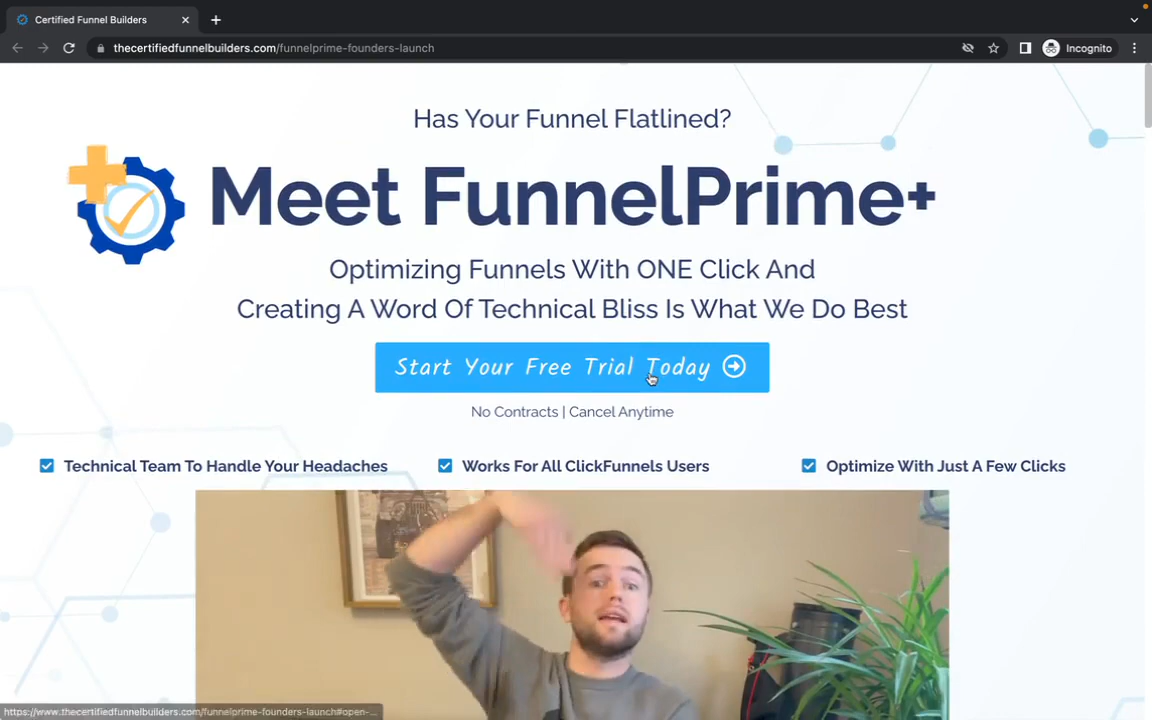 Certified Funnel Builders
thecertifiedfunnelbuilders.com/funnelprime-founders-launch
Incognito
Has Your Funnel Flatlined?
Meet FunnelPrime+
Optimizing Funnels With ONE Click And
Creating A Word Of Technical Bliss Is What We Do Best
Start Your Free Trial Today
No Contracts | Cancel Anytime
Technical Team To Handle Your Headaches
Works For All ClickFunnels Users
Optimize With Just A Few Clicks
https://www.thecertifiedfunnelbuilders.com/funnelprime-founders-launch#open-...